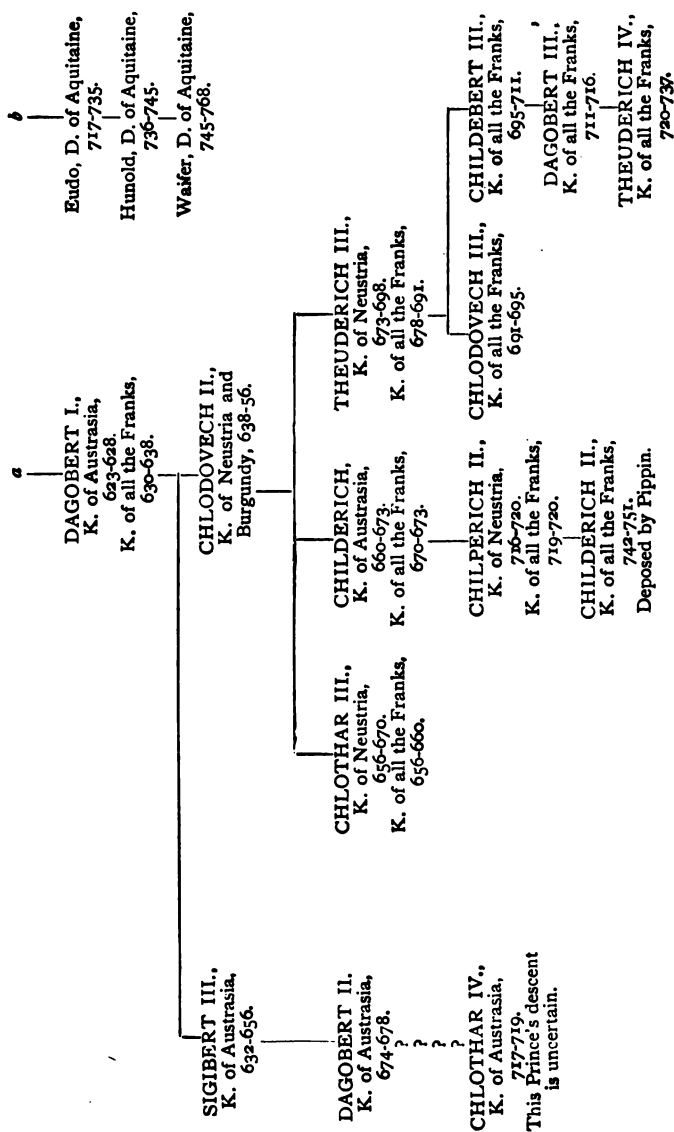 a
DAGOBERT I.,
K. of Austrasia,
623-628.
K. of all the Franks,
630-638.
b
Eudo, D. of Aquitaine,
717-735.
Hunold, D. of Aquitaine,
736-745.
Waifer, D. of Aquitaine,
745-768.
SIGIBERT III.,
K. of Austrasia,
632-656.
CHLODOVECH II.,
K. of Neustria and
Burgundy, 638-56.
DAGOBERT II.
K. of Austrasia,
674-678.
?
?
?
?
CHLOTHAR IV.,
K. of Austrasia,
717-719.
This Prince's descent
is uncertain.
CHLOTHAR III.,
K. of Neustria,
656-670.
K. of all the Franks,
656-660.
CHILDERICH,
K. of Austrasia,
660-673.
K. of all the Franks,
670-673.
THEUDERICH III.,
K. of Neustria,
673-698.
K. of all the Franks,
678-691.
CHILPERICH II.,
K. of Neustria,
716-720.
K. of all the Franks,
719-720.
CHILDERICH II.,
K. of all the Franks,
742-751.
Deposed by Pippin.
CHLODOVECH III.,
K. of all the Franks,
691-695.
CHILDEBERT III.,
K. of all the Franks,
695-711.
DAGOBERT III.,
K. of all the Franks,
711-716.
THEUDERICH IV.,
K. of all the Franks,
720-737.